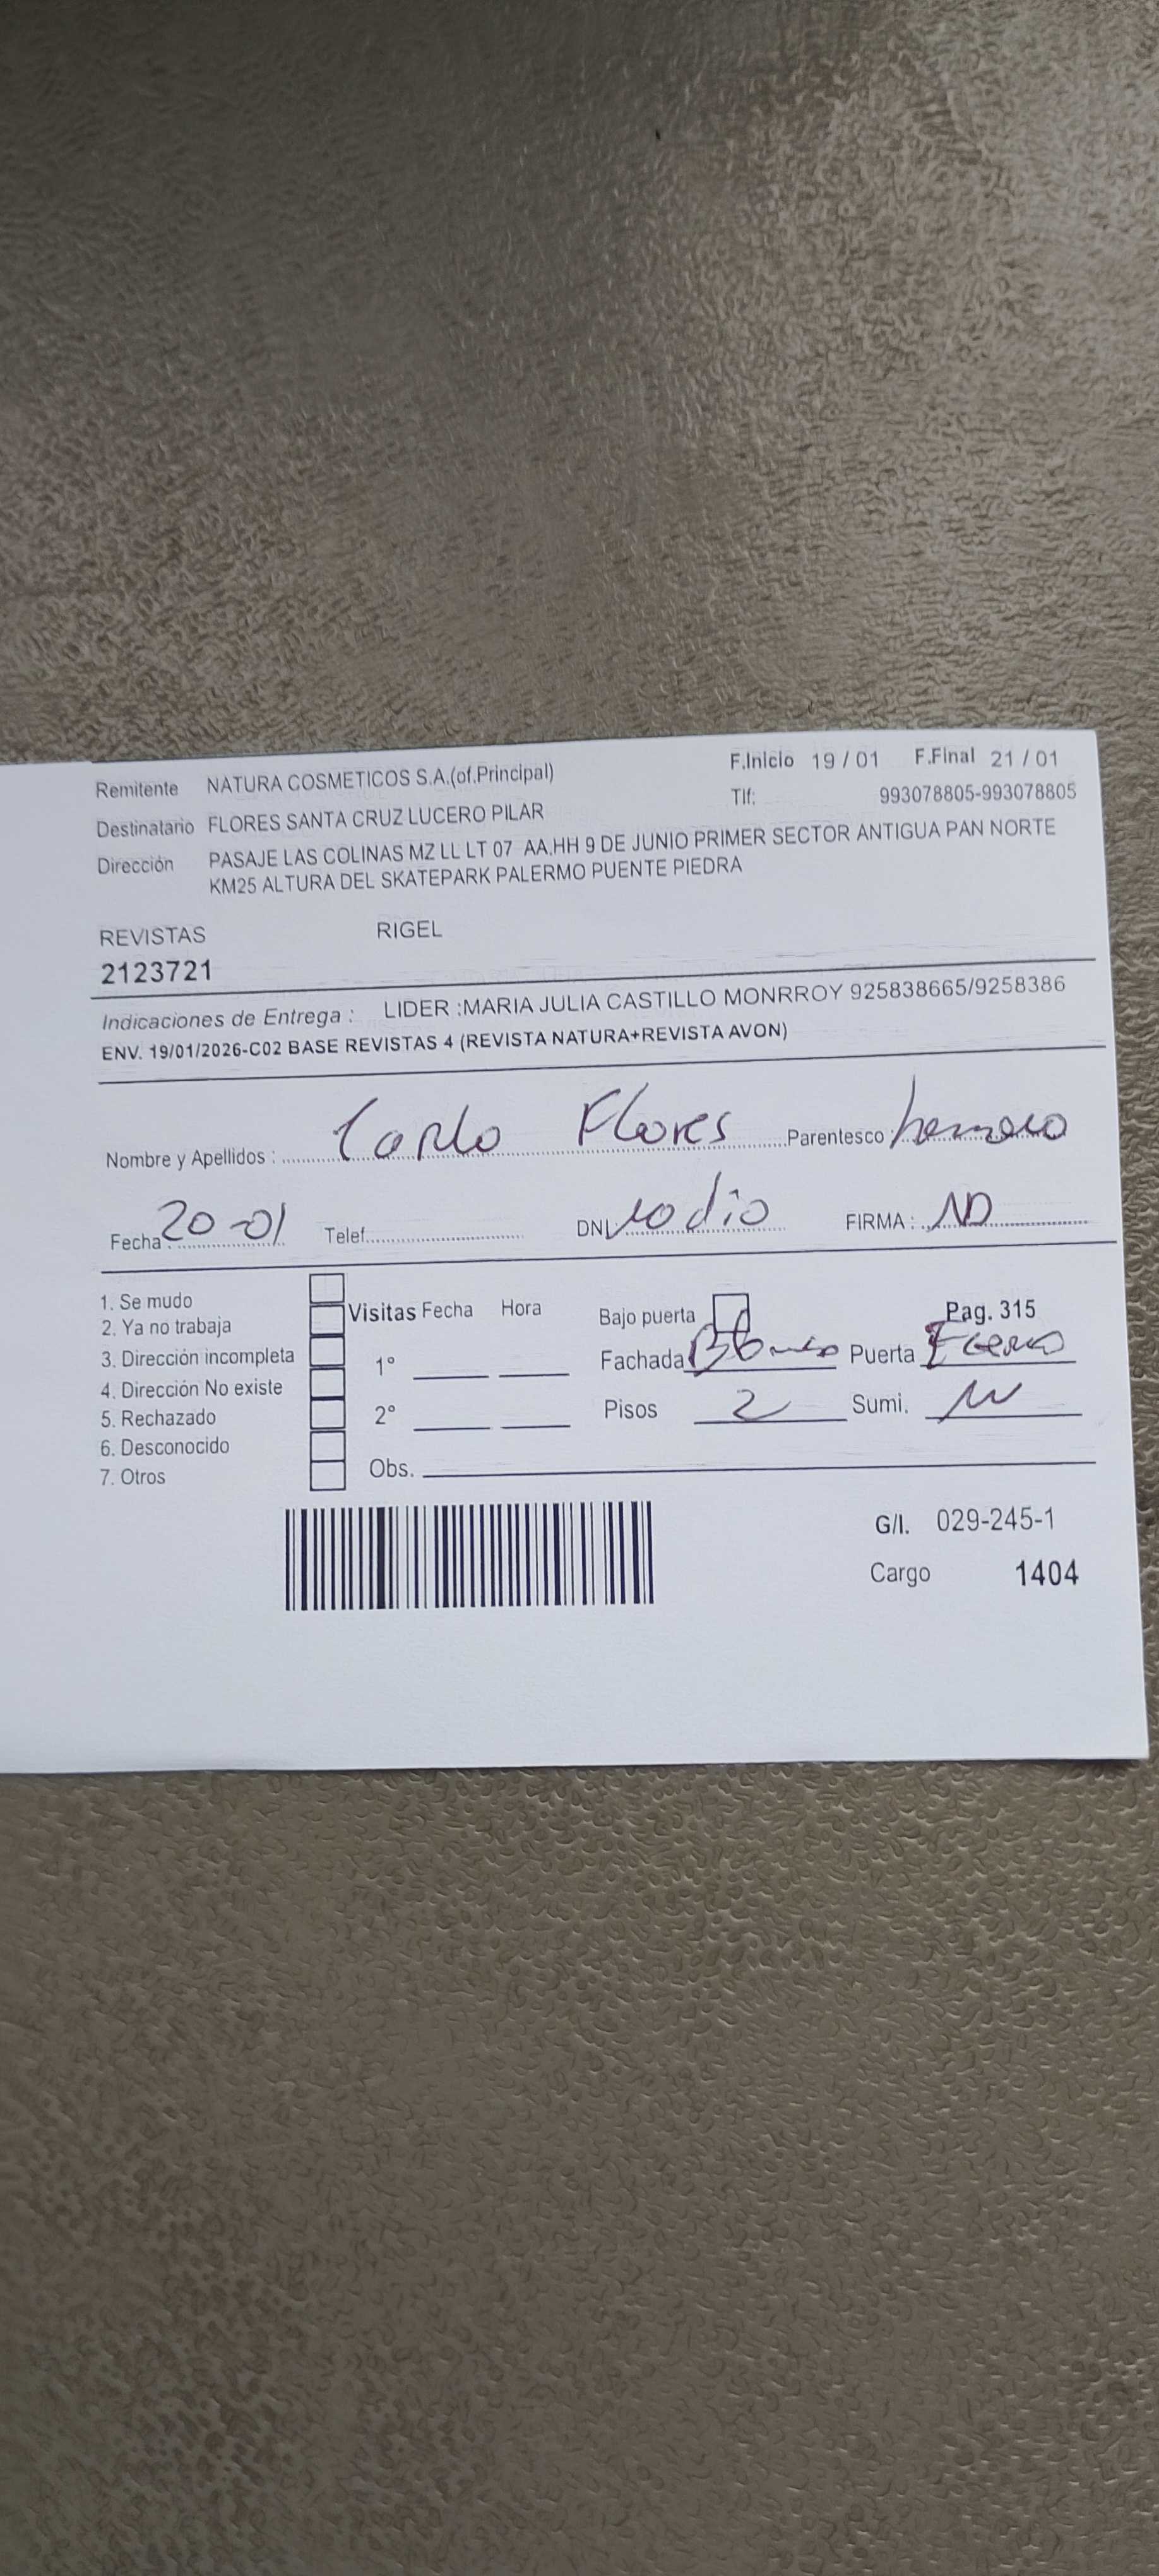 Remitente NATURA COSMETICOS S.A.(of.Principal) F.Inicio 19 / 01 F.Final 21 / 01
Destinatario FLORES SANTA CRUZ LUCERO PILAR Tlf: 993078805-993078805
Dirección PASAJE LAS COLINAS MZ LL LT 07 AA.HH 9 DE JUNIO PRIMER SECTOR ANTIGUA PAN NORTE
KM25 ALTURA DEL SKATEPARK PALERMO PUENTE PIEDRA
REVISTAS RIGEL
2123721
Indicaciones de Entrega : LIDER :MARIA JULIA CASTILLO MONRROY 925838665/9258386
ENV. 19/01/2026-C02 BASE REVISTAS 4 (REVISTA NATURA+REVISTA AVON)
Nombre y Apellidos : Carlo Flores Parentesco : hermano
Fecha : 20-01 Telef. DNI no dio FIRMA : ND
1. Se mudo
2. Ya no trabaja
3. Dirección incompleta
4. Dirección No existe
5. Rechazado
6. Desconocido
7. Otros
Visitas Fecha Hora
1°
2°
Obs.
Bajo puerta Pag. 315
Fachada Blanco Puerta Fierro
Pisos 2 Sumi.
G/I. 029-245-1
Cargo 1404